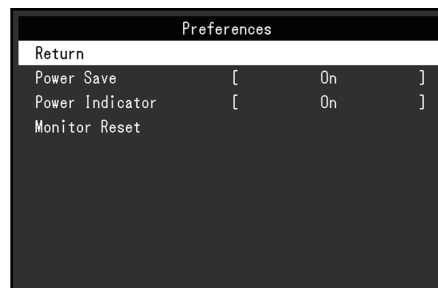 Preferences
Return
Power Save [ On ]
Power Indicator [ On ]
Monitor Reset